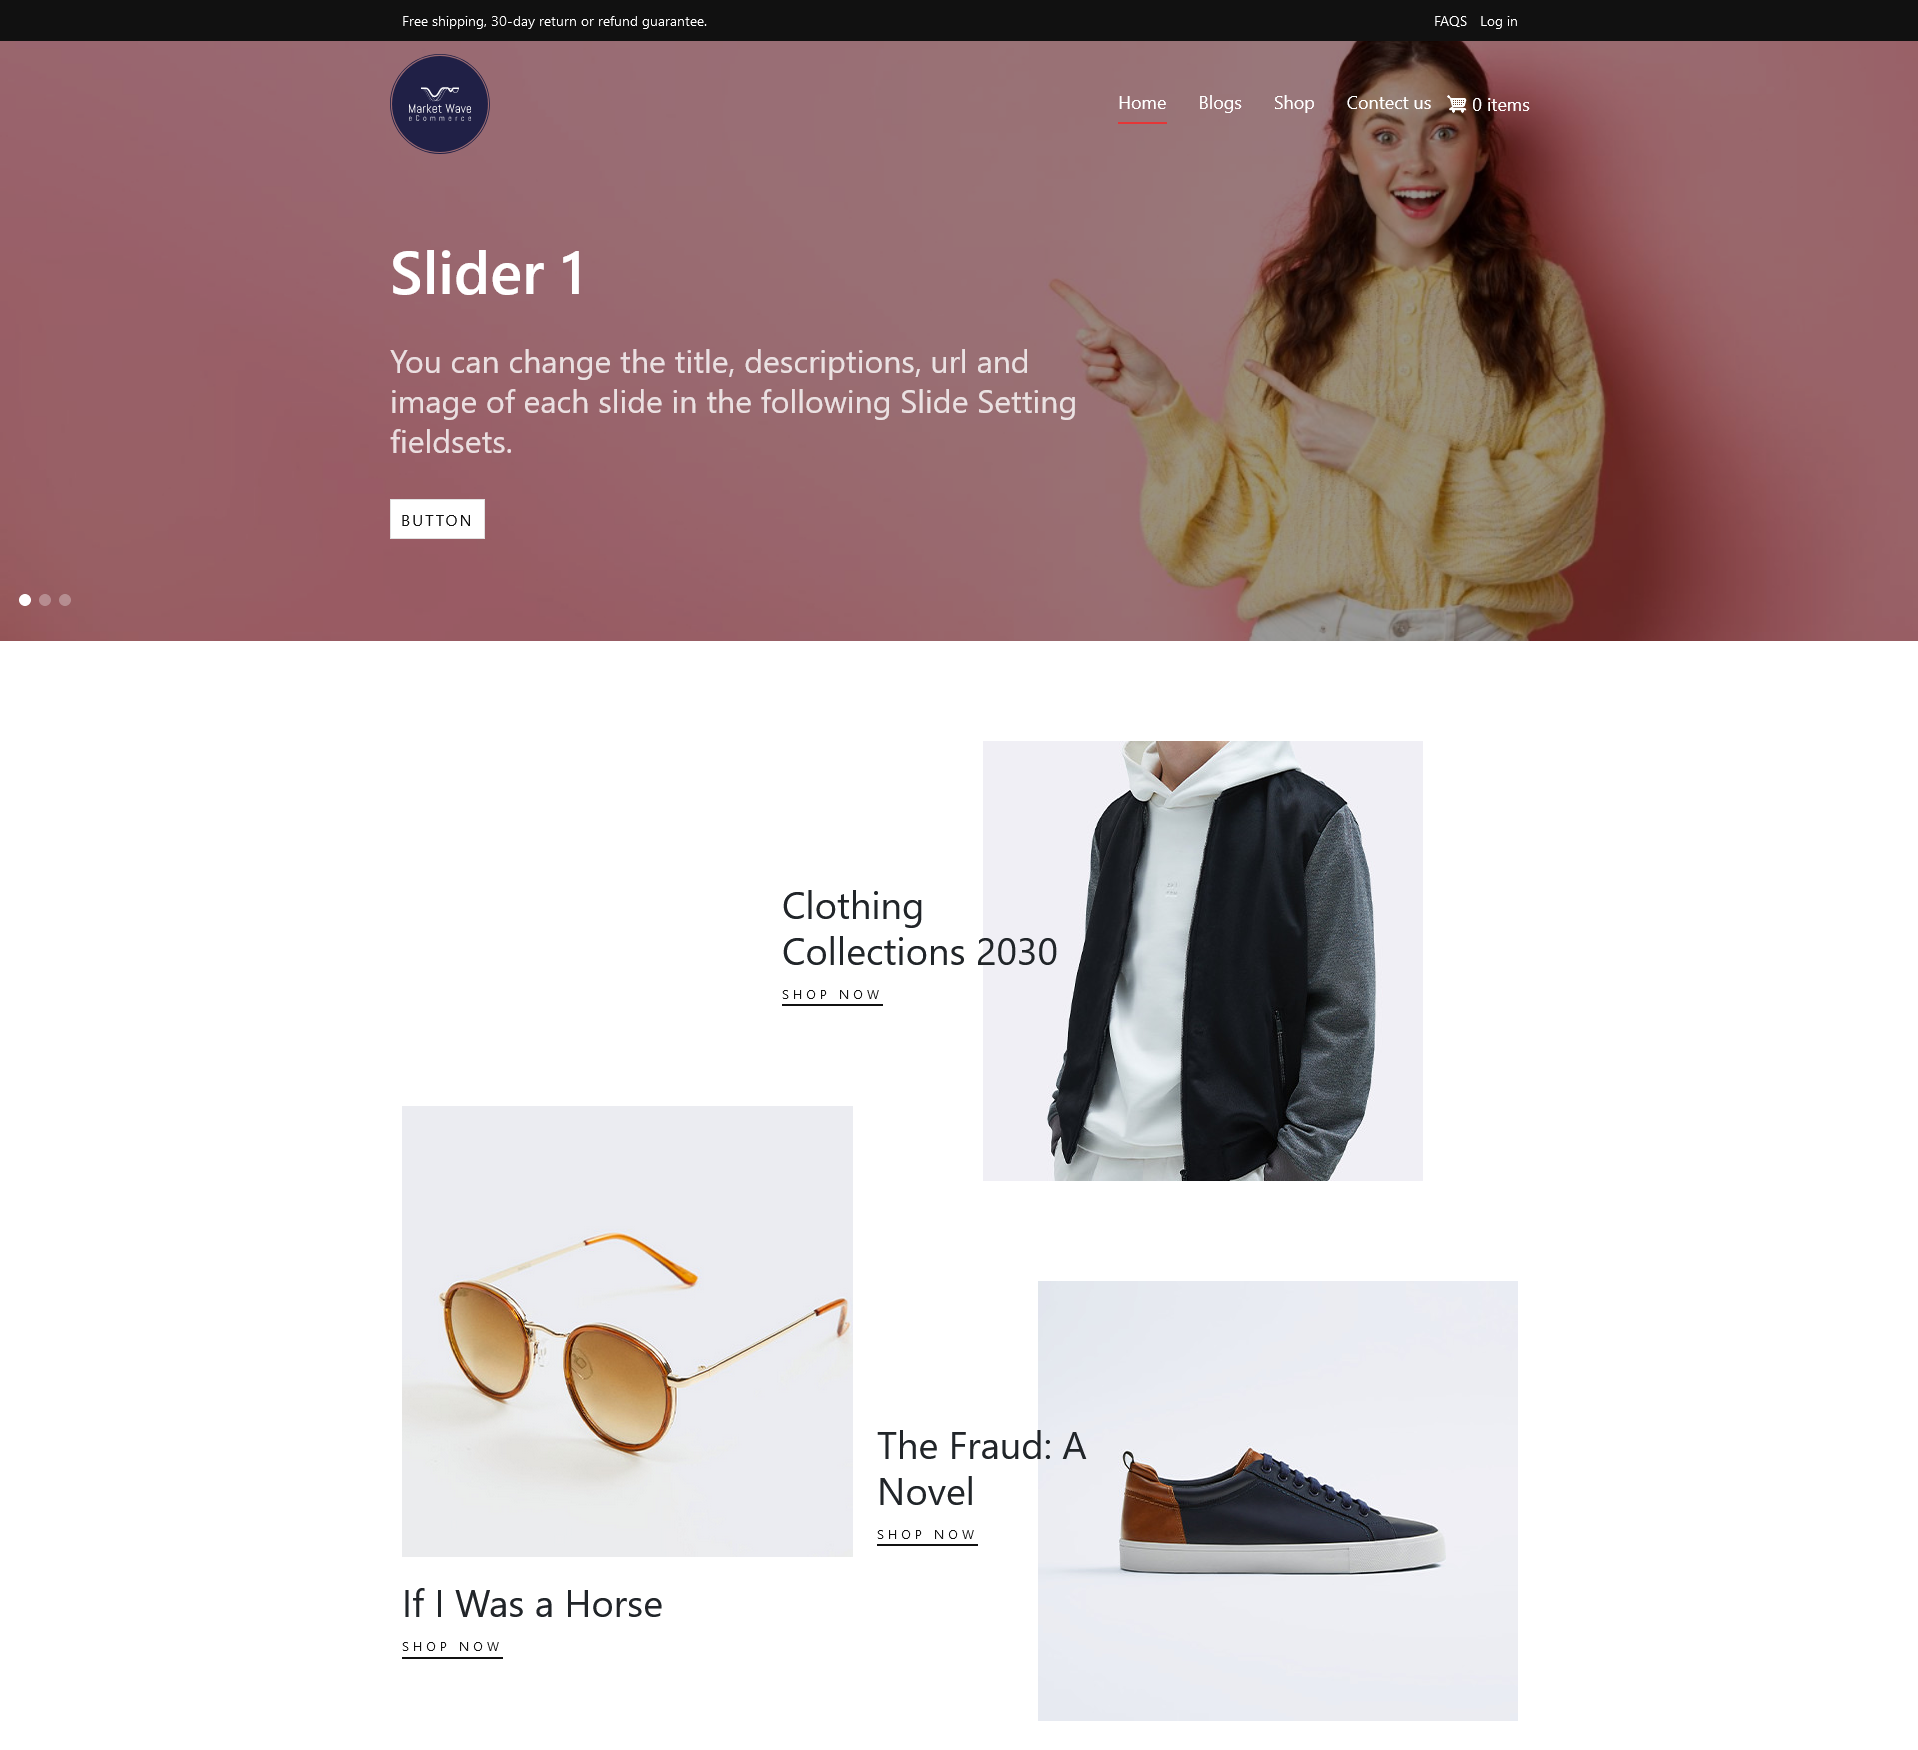 Free shipping, 30-day return or refund guarantee.
FAQS Log in
Market Wave
eCommerce
Home Blogs Shop Contect us 0 items
Slider 1
You can change the title, descriptions, url and
image of each slide in the following Slide Setting
fieldsets.
BUTTON
Clothing
Collections 2030
SHOP NOW
The Fraud: A
Novel
SHOP NOW
If I Was a Horse
SHOP NOW